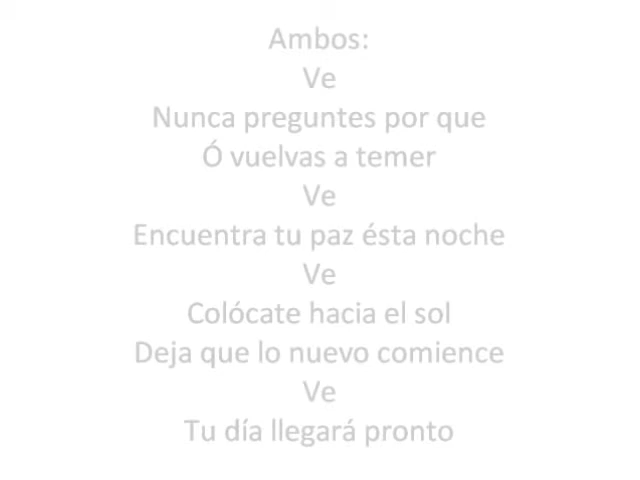 Ambos:
Ve
Nunca preguntes por que
Ó vuelvas a temer
Ve
Encuentra tu paz ésta noche
Ve
Colócate hacia el sol
Deja que lo nuevo comience
Ve
Tu día llegará pronto